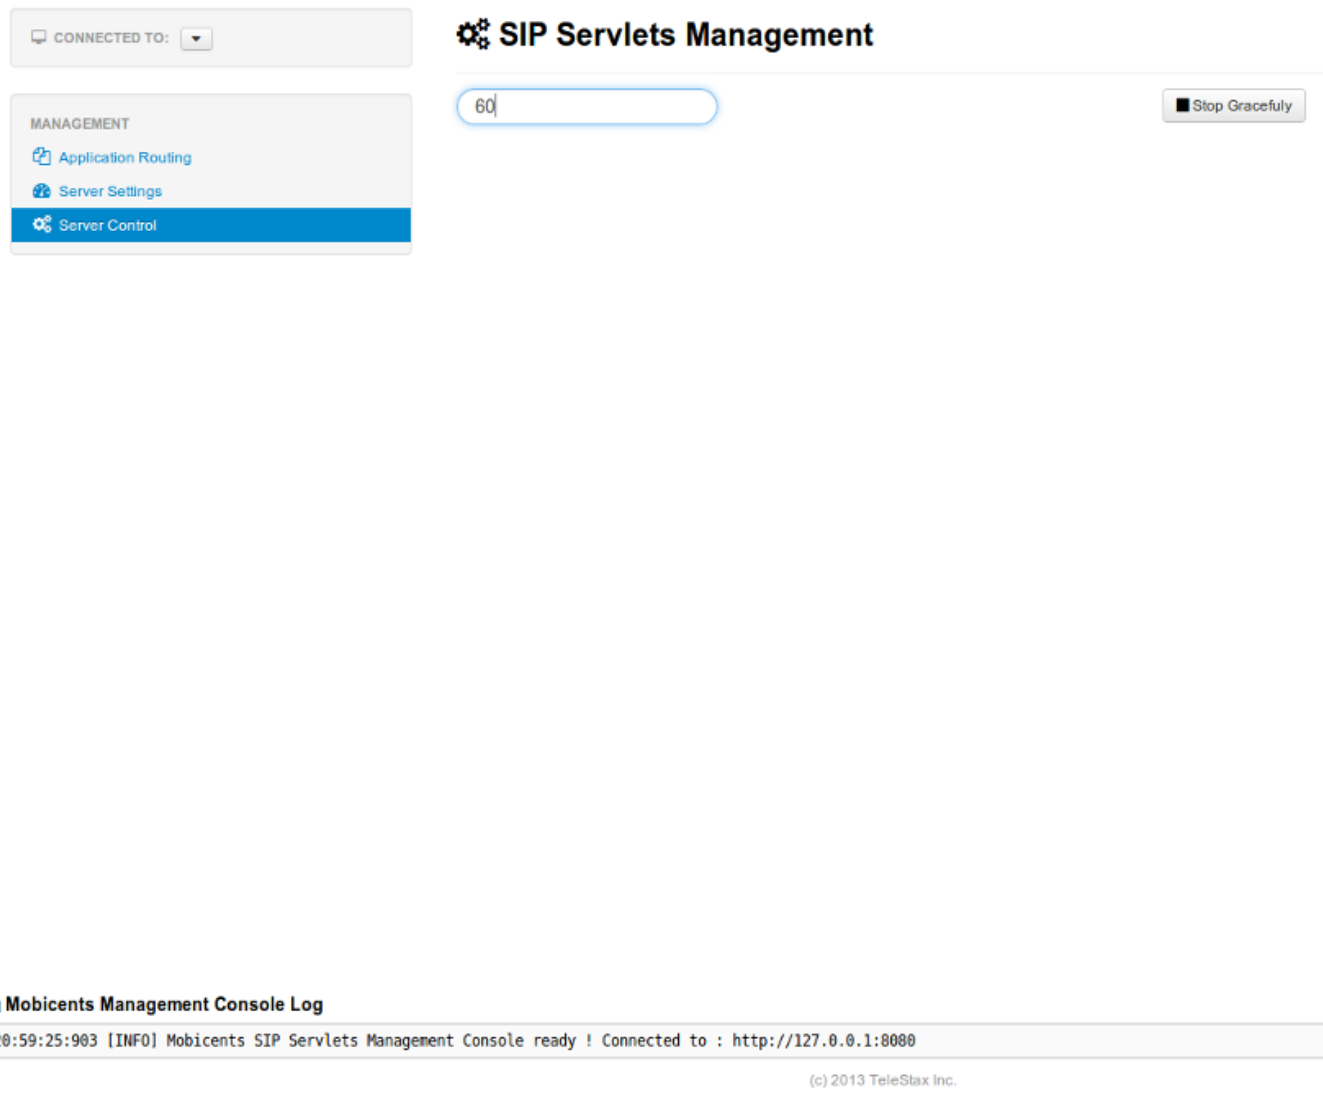 CONNECTED TO:
SIP Servlets Management
60
Stop Gracefuly
MANAGEMENT
Application Routing
Server Settings
Server Control
Mobicents Management Console Log
0:59:25:903 [INFO] Mobicents SIP Servlets Management Console ready ! Connected to : http://127.0.0.1:8080
(c) 2013 TeleStax Inc.